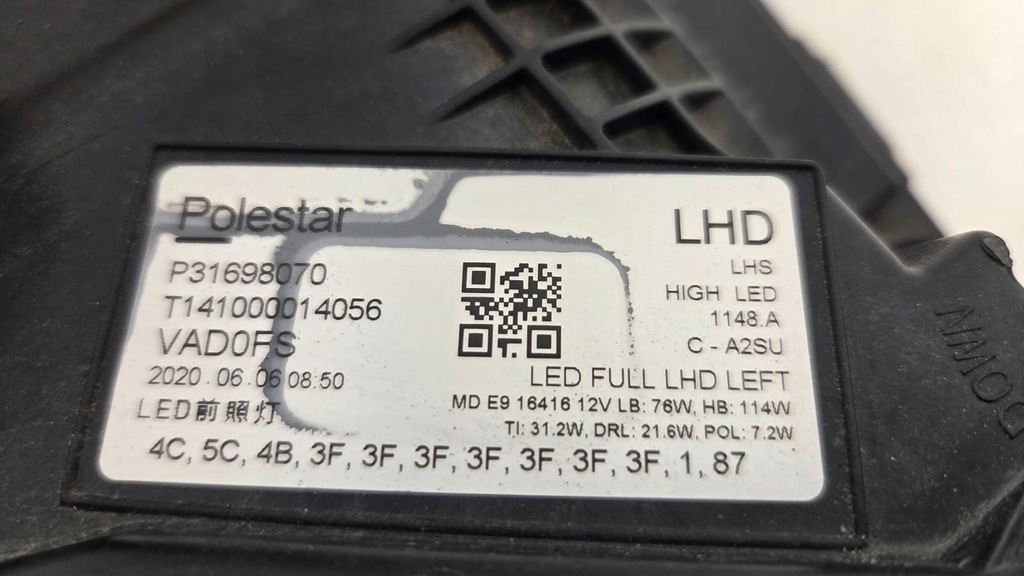 Polestar
LHD
P31698070
LHS
T141000014056
HIGH LED
1148.A
VAD0FS
C - A2SU
2020.06.06 08:50
LED FULL LHD LEFT
LED前照灯
MD E9 16416 12V LB: 76W, HB: 114W
TI: 31.2W, DRL: 21.6W, POL: 7.2W
4C, 5C, 4B, 3F, 3F, 3F, 3F, 3F, 3F, 3F, 1, 87
DOWN